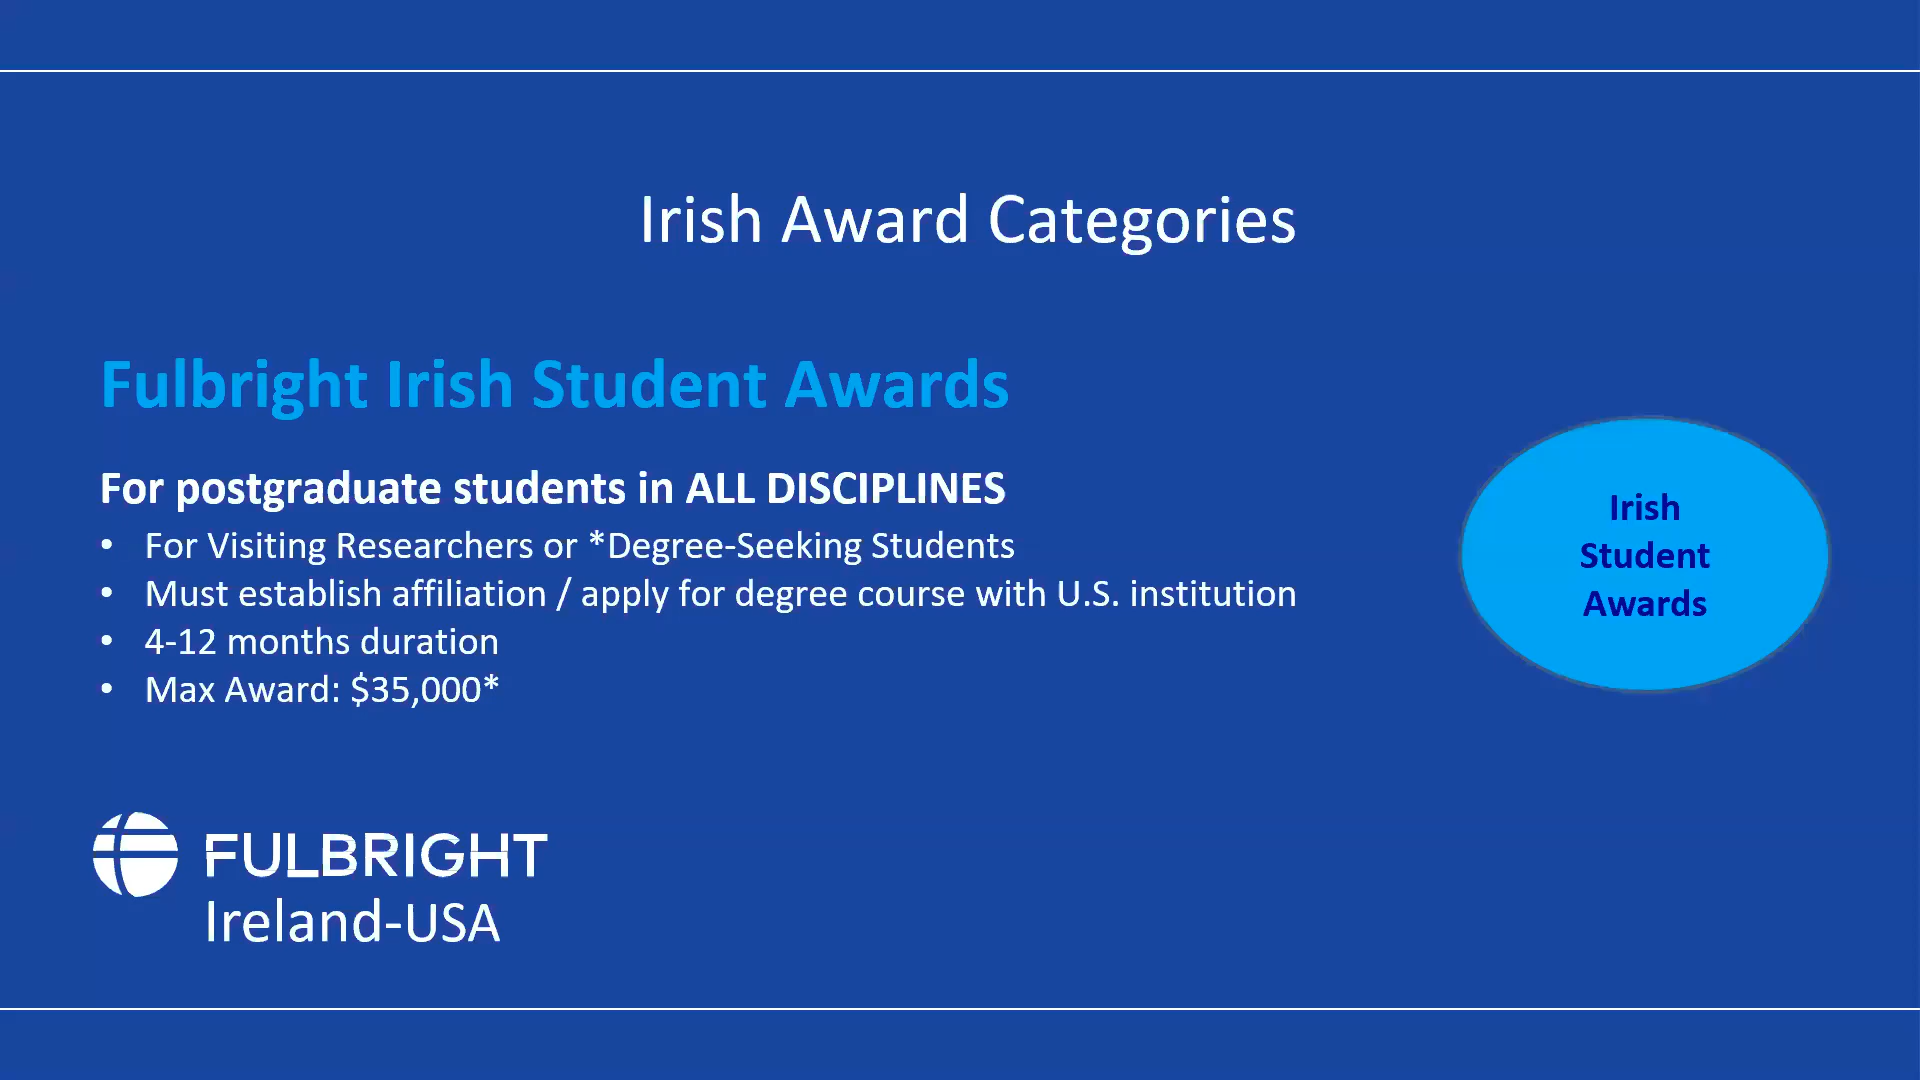 Irish Award Categories
Fulbright Irish Student Awards
For postgraduate students in ALL DISCIPLINES
• For Visiting Researchers or *Degree-Seeking Students
• Must establish affiliation / apply for degree course with U.S. institution
• 4-12 months duration
• Max Award: $35,000*
Irish
Student
Awards
FULBRIGHT
Ireland-USA